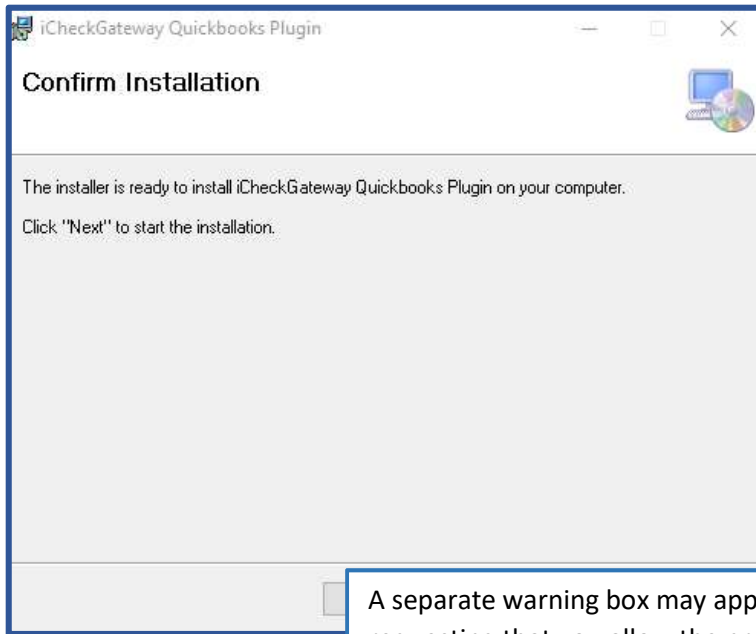 iCheckGateway Quickbooks Plugin
Confirm Installation
The installer is ready to install iCheckGateway Quickbooks Plugin on your computer.
Click "Next" to start the installation.
A separate warning box may app